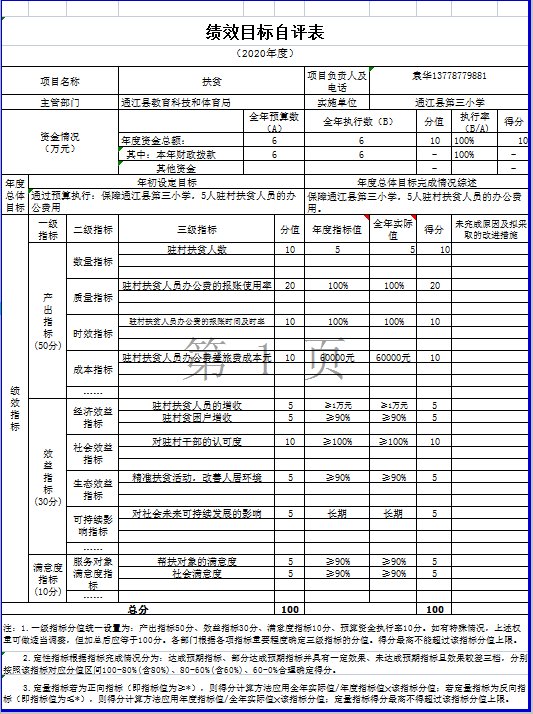 绩效目标自评表
（2020年度）
项目名称 扶贫 项目负责人及电话 袁华13778779881
主管部门 通江县教育科技和体育局 实施单位 通江县第三小学
资金情况（万元） 全年预算数（A） 全年执行数（B） 分值 执行率（B/A) 得分
年度资金总额： 6 6 10 100% 10
其中：本年财政拨款 6 6 － 100% －
其他资金 － －
年度总体目标 年初设定目标 年度总体目标完成情况综述
通过预算执行：保障通江县第三小学，5人驻村扶贫人员的办公费用 保障通江县第三小学，5人驻村扶贫人员的办公费用。
绩效指标 一级指标 二级指标 三级指标 分值 年度指标值 全年实际值 得分 未完成原因及拟采取的改进措施
产出指标(50分) 数量指标 驻村扶贫人数 10 5 5 10
质量指标 驻村扶贫人员办公费的报账使用率 20 100% 100% 20
时效指标 驻村扶贫人员办公费的报账时间及时率 10 100% 100% 10
成本指标 驻村扶贫人员办公费差旅费成本元 10 60000元 60000元 10
……
效益指标(30分) 经济效益指标 驻村扶贫人员的增收 5 ≥1万元 ≥1万元 5
驻村贫困户增收 5 ≥90% ≥90% 5
社会效益指标 对驻村干部的认可度 10 ≥100% ≥100% 10
生态效益指标 精准扶贫活动，改善人居环境 5 ≥90% ≥90% 5
可持续影响指标 对社会未来可持续发展的影响 5 长期 长期 5
……
满意度指标(10分) 服务对象满意度指标 帮扶对象的满意度 5 ≥90% ≥90% 5
社会满意度 5 ≥90% ≥90% 5
……
总分 100 100
第 1 页
注：1.一级指标分值统一设置为：产出指标50分、效益指标30分、满意度指标10分、预算资金执行率10分。如有特殊情况，上述权
重可做适当调整，但加总后应等于100分。各部门根据各项指标重要程度确定三级指标的分值。得分最高不能超过该指标分值上限。
2.定性指标根据指标完成情况分为：达成预期指标、部分达成预期指标并具有一定效果、未达成预期指标且效果较差三档，分别
按照该指标对应分值区间100-80%(含80%)、80-60%(含60%)、60-0%合理确定得分。
3.定量指标若为正向指标（即指标值为≥*），则得分计算方法应用全年实际值/年度指标值×该指标分值；若定量指标为反向指
标（即指标值为≤*），则得分计算方法应用年度指标值/全年实际值×该指标分值；定量指标得分最高不得超过该指标分值上限。